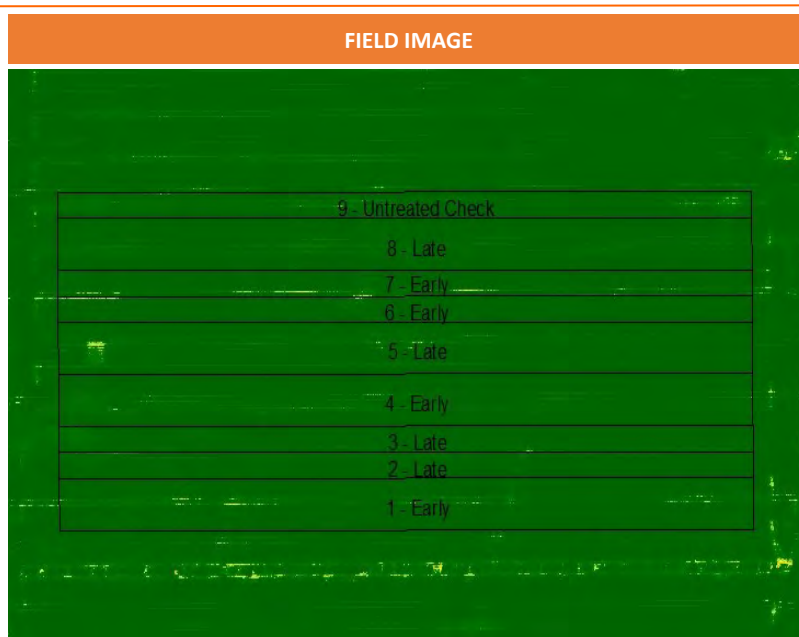 FIELD IMAGE
9 - Untreated Check
8 - Late
7 - Early
6 - Early
5 - Late
4 - Early
3 - Late
2 - Late
1 - Early